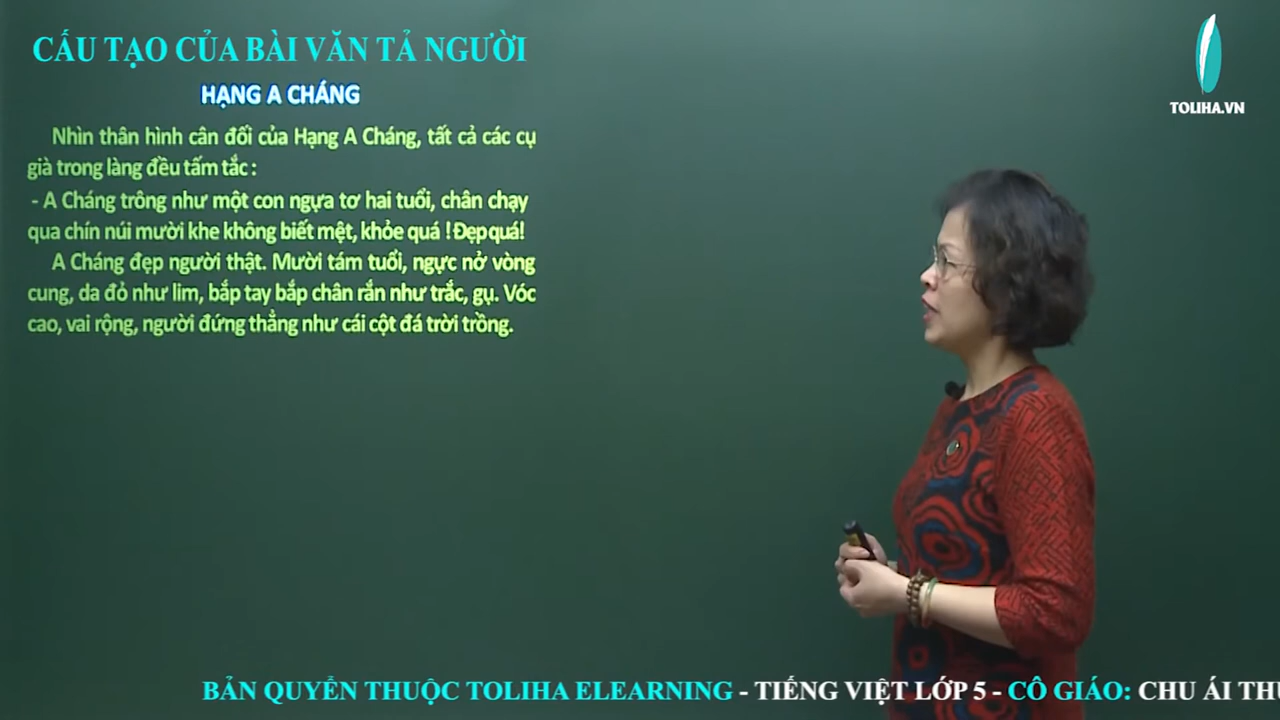 CẤU TẠO CỦA BÀI VĂN TẢ NGƯỜI
HẠNG A CHÁNG
Nhìn thân hình cân đối của Hạng A Cháng, tất cả các cụ
già trong làng đều tấm tắc :
- A Cháng trông như một con ngựa tơ hai tuổi, chân chạy
qua chín núi mười khe không biết mệt, khỏe quá ! Đẹp quá!
A Cháng đẹp người thật. Mười tám tuổi, ngực nở vòng
cung, da đỏ như lim, bắp tay bắp chân rắn như trắc, gụ. Vóc
cao, vai rộng, người đứng thẳng như cái cột đá trời trồng.
TOLIHA.VN
BẢN QUYỀN THUỘC TOLIHA ELEARNING - TIẾNG VIỆT LỚP 5 - CÔ GIÁO: CHU ÁI